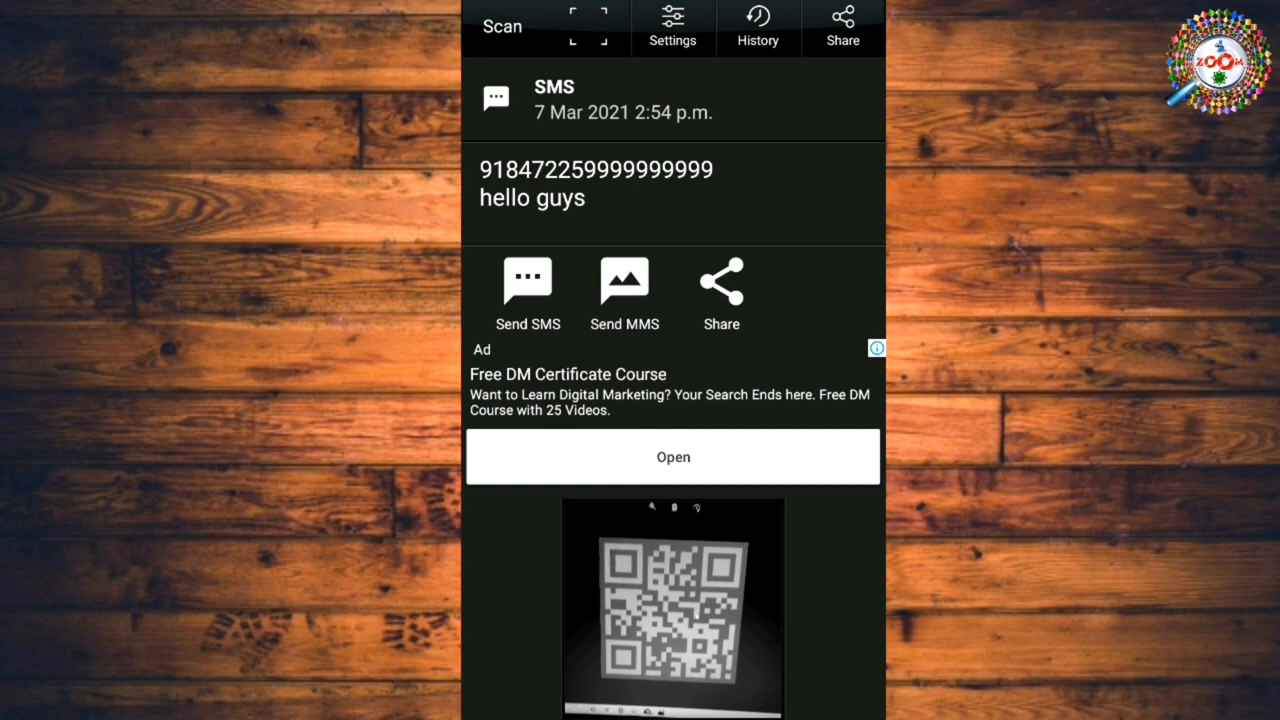 Scan
Settings
History
Share
ZOOM
SMS
7 Mar 2021 2:54 p.m.
918472259999999999
hello guys
Send SMS
Send MMS
Share
Ad
Free DM Certificate Course
Want to Learn Digital Marketing? Your Search Ends here. Free DM
Course with 25 Videos.
Open